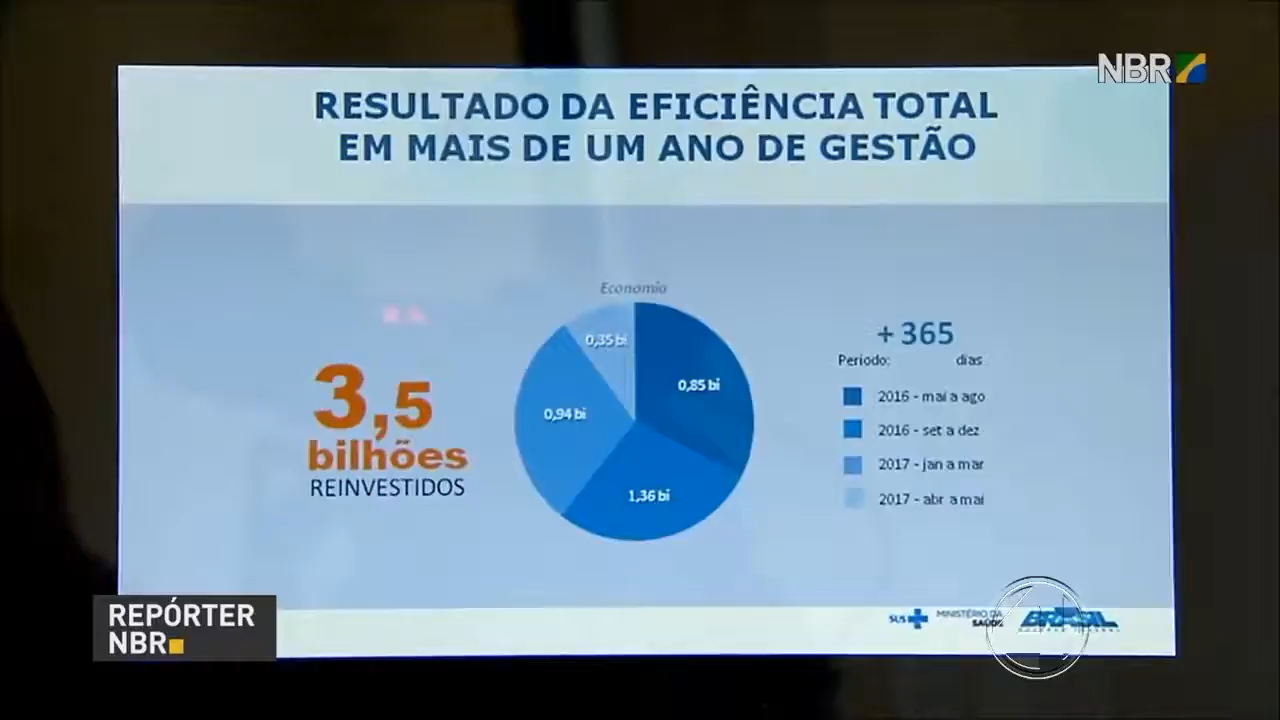 NBR
RESULTADO DA EFICIÊNCIA TOTAL
EM MAIS DE UM ANO DE GESTÃO
Economia
3,5
bilhões
REINVESTIDOS
0,35 bi
0,85 bi
0,94 bi
1,36 bi
+ 365
Período: dias
2016 - mai a ago
2016 - set a dez
2017 - jan a mar
2017 - abr a mai
REPÓRTER
NBR
SUS
MINISTÉRIO DA
SAÚDE
BRASIL